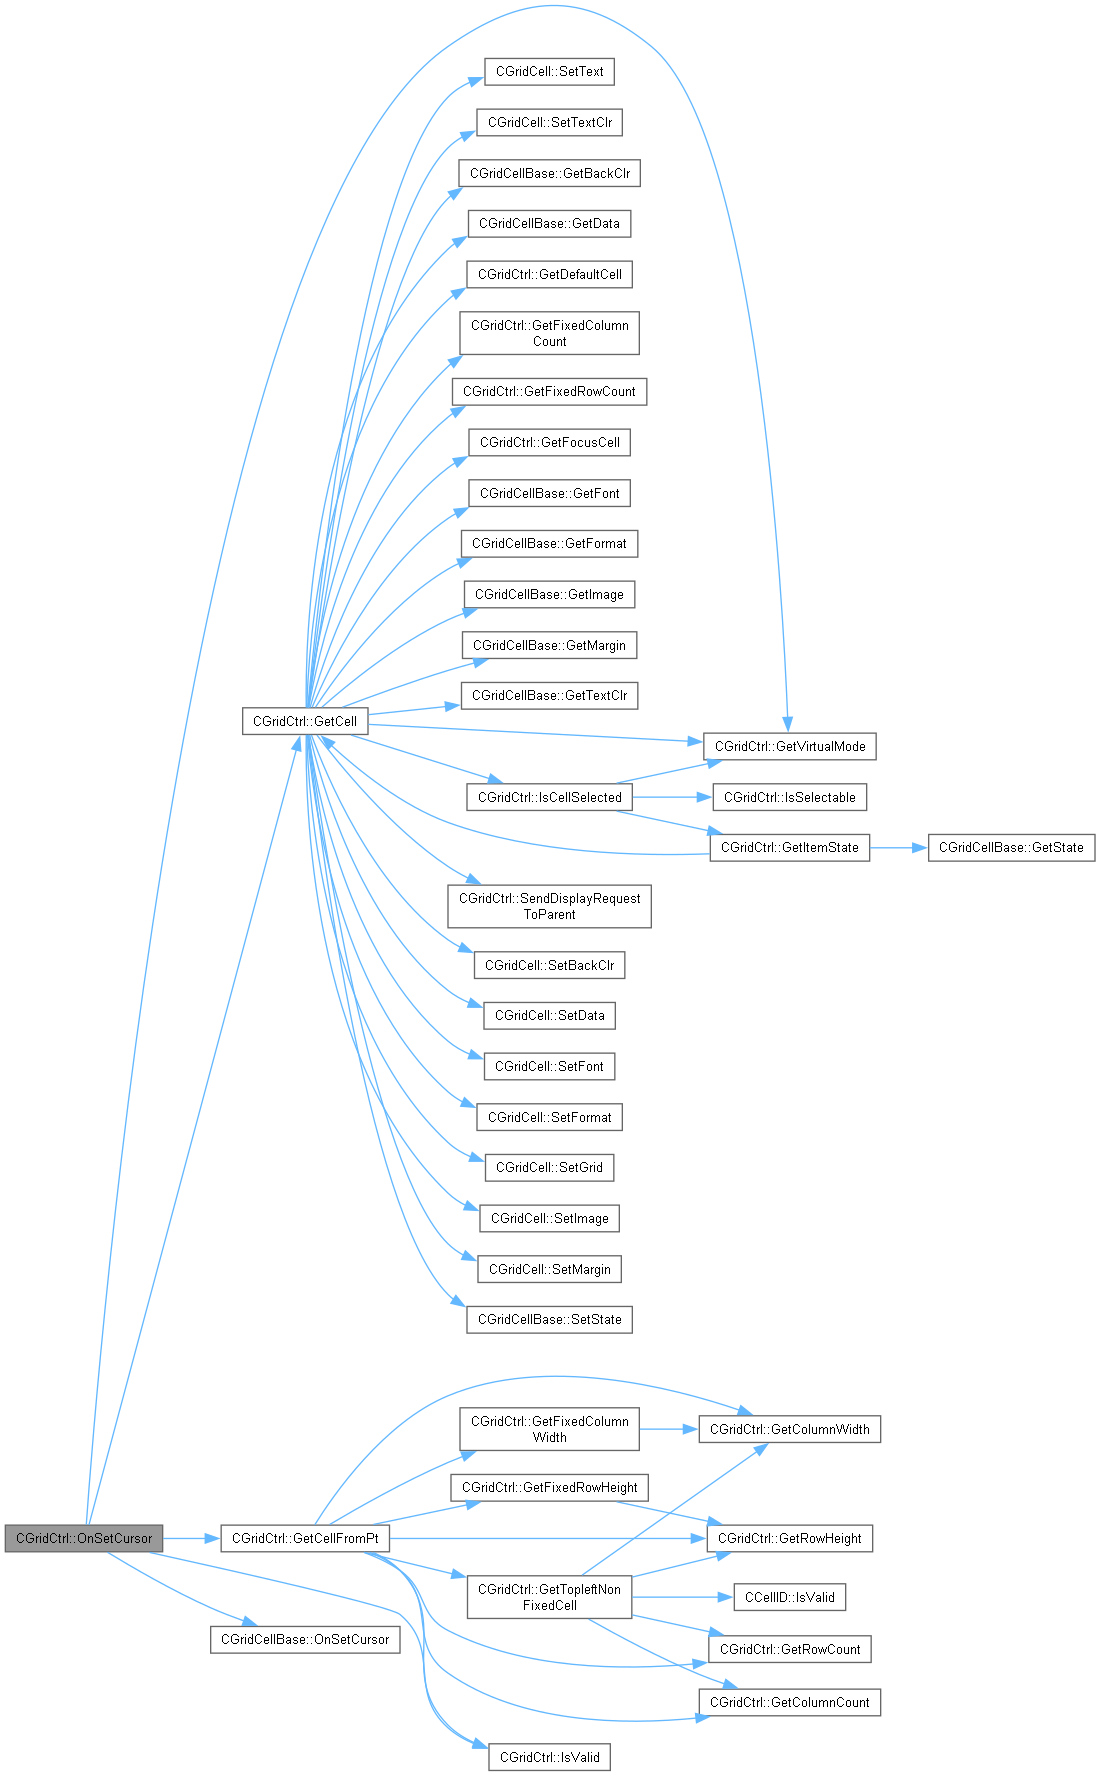 CGridCell::SetText
CGridCell::SetTextClr
CGridCellBase::GetBackClr
CGridCellBase::GetData
CGridCtrl::GetDefaultCell
CGridCtrl::GetFixedColumn
Count
CGridCtrl::GetFixedRowCount
CGridCtrl::GetFocusCell
CGridCellBase::GetFont
CGridCellBase::GetFormat
CGridCellBase::GetImage
CGridCellBase::GetMargin
CGridCellBase::GetTextClr
CGridCtrl::GetCell
CGridCtrl::GetVirtualMode
CGridCtrl::IsCellSelected
CGridCtrl::IsSelectable
CGridCtrl::GetItemState
CGridCellBase::GetState
CGridCtrl::SendDisplayRequest
ToParent
CGridCell::SetBackClr
CGridCell::SetData
CGridCell::SetFont
CGridCell::SetFormat
CGridCell::SetGrid
CGridCell::SetImage
CGridCell::SetMargin
CGridCellBase::SetState
CGridCtrl::GetFixedColumn
Width
CGridCtrl::GetColumnWidth
CGridCtrl::GetFixedRowHeight
CGridCtrl::OnSetCursor
CGridCtrl::GetCellFromPt
CGridCtrl::GetRowHeight
CGridCtrl::GetTopleftNon
FixedCell
CCellID::IsValid
CGridCellBase::OnSetCursor
CGridCtrl::GetRowCount
CGridCtrl::GetColumnCount
CGridCtrl::IsValid